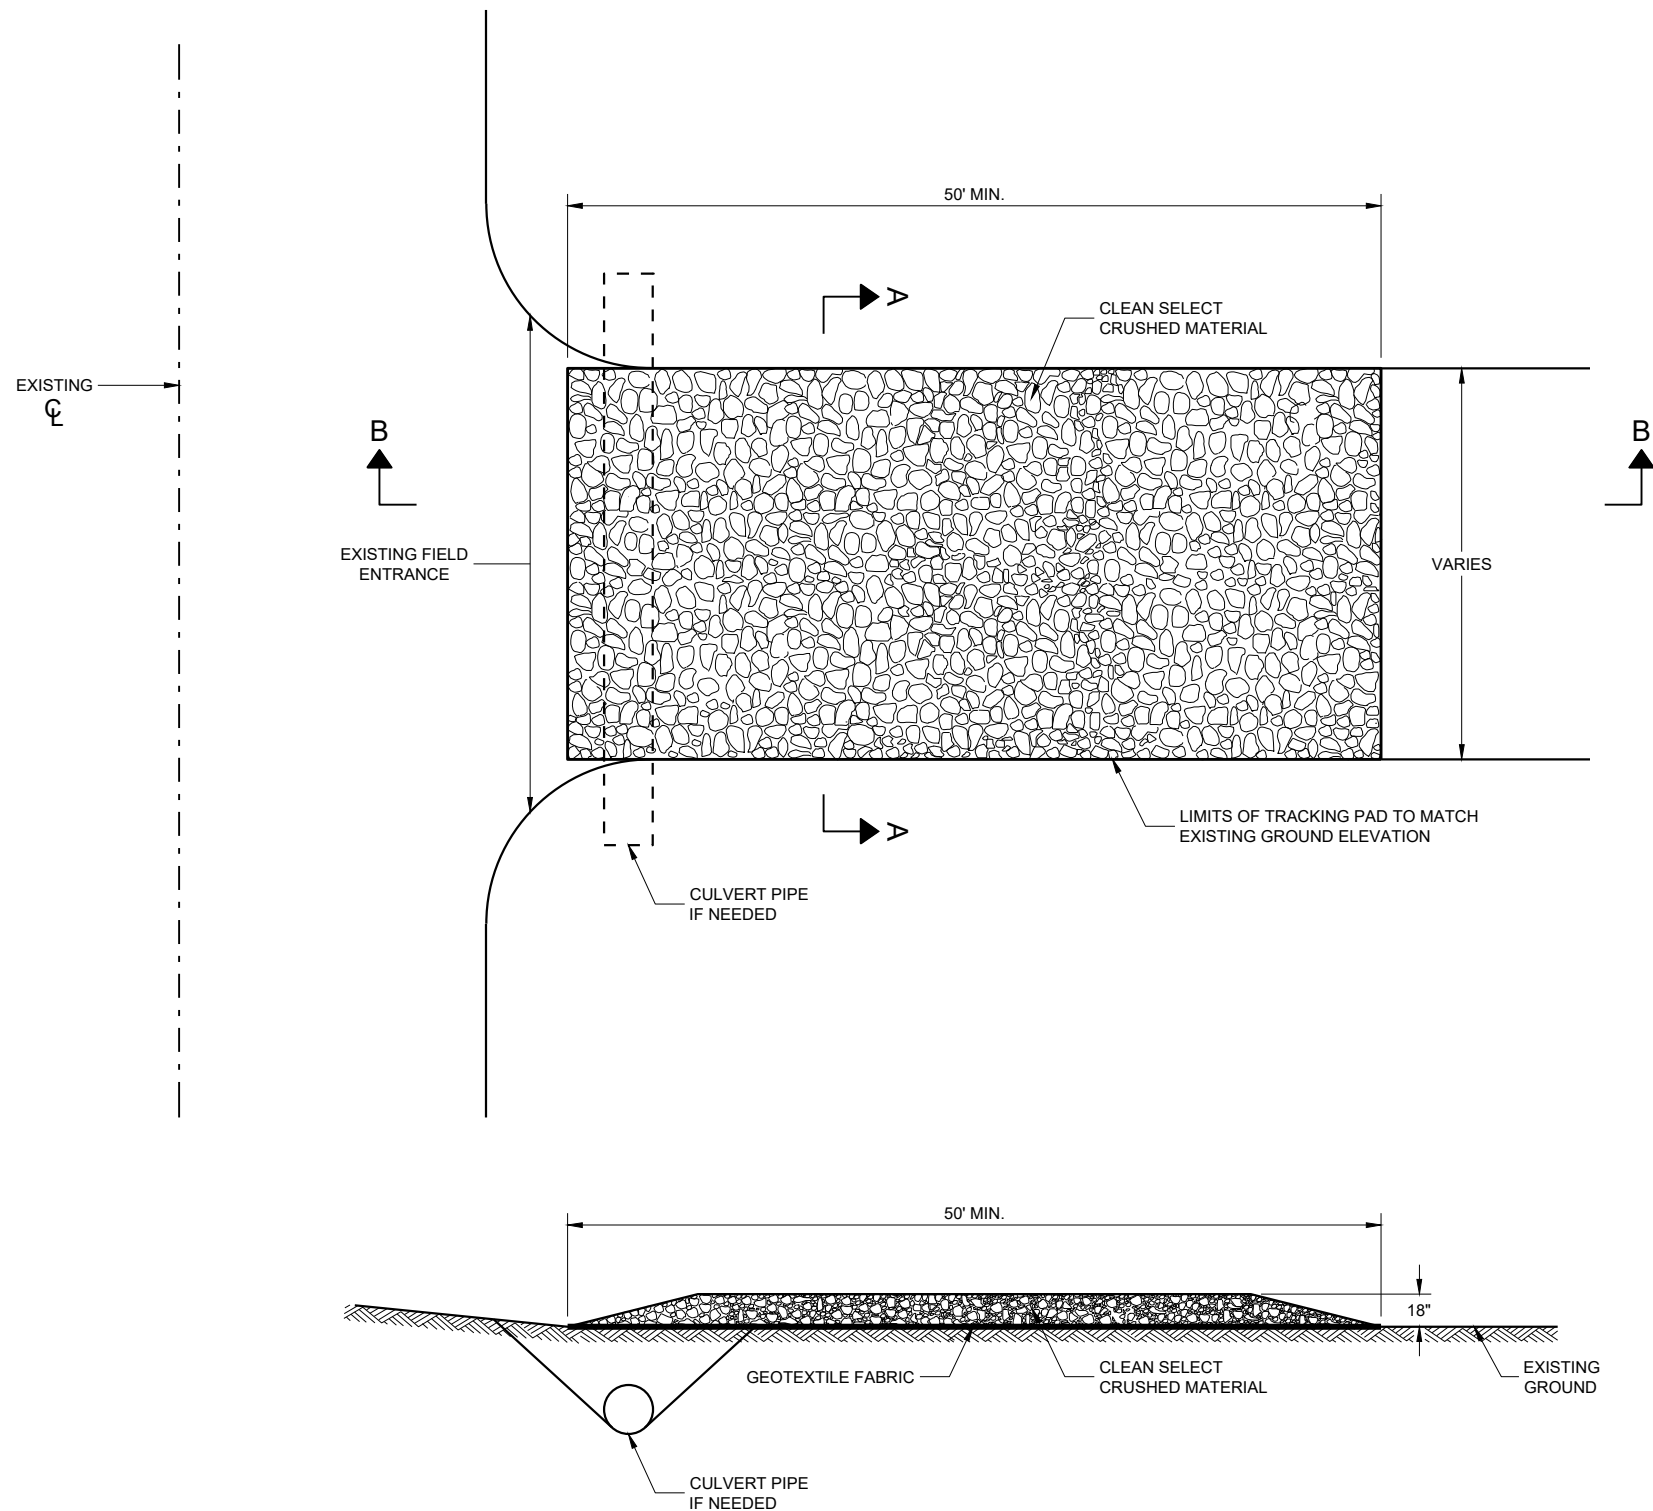 50' MIN.
A
CLEAN SELECT
CRUSHED MATERIAL
EXISTING
℄
B
B
EXISTING FIELD
ENTRANCE
VARIES
A
LIMITS OF TRACKING PAD TO MATCH
EXISTING GROUND ELEVATION
CULVERT PIPE
IF NEEDED
50' MIN.
18"
GEOTEXTILE FABRIC
CLEAN SELECT
CRUSHED MATERIAL
EXISTING
GROUND
CULVERT PIPE
IF NEEDED